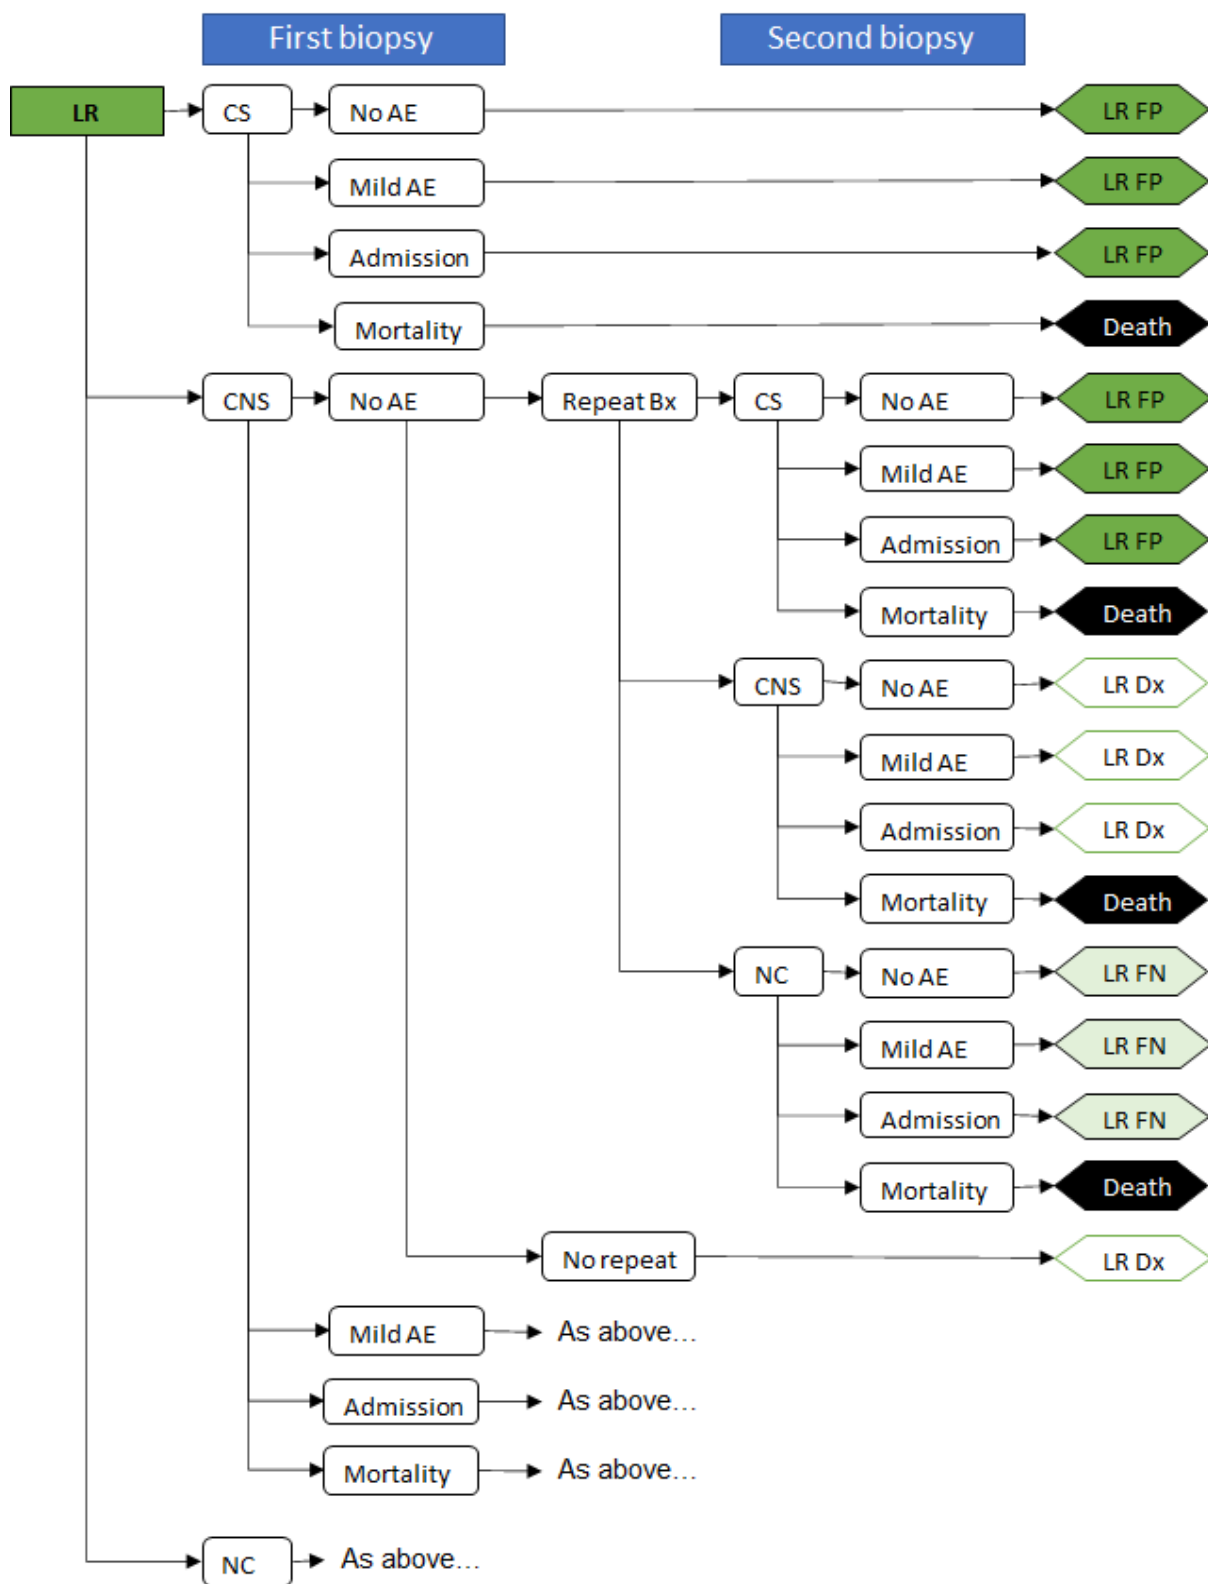 First biopsy Second biopsy
LR CS No AE LR FP
Mild AE LR FP
Admission LR FP
Mortality Death
CNS No AE Repeat Bx CS No AE LR FP
Mild AE LR FP
Admission LR FP
Mortality Death
CNS No AE LR Dx
Mild AE LR Dx
Admission LR Dx
Mortality Death
NC No AE LR FN
Mild AE LR FN
Admission LR FN
Mortality Death
No repeat LR Dx
Mild AE As above...
Admission As above...
Mortality As above...
NC As above...